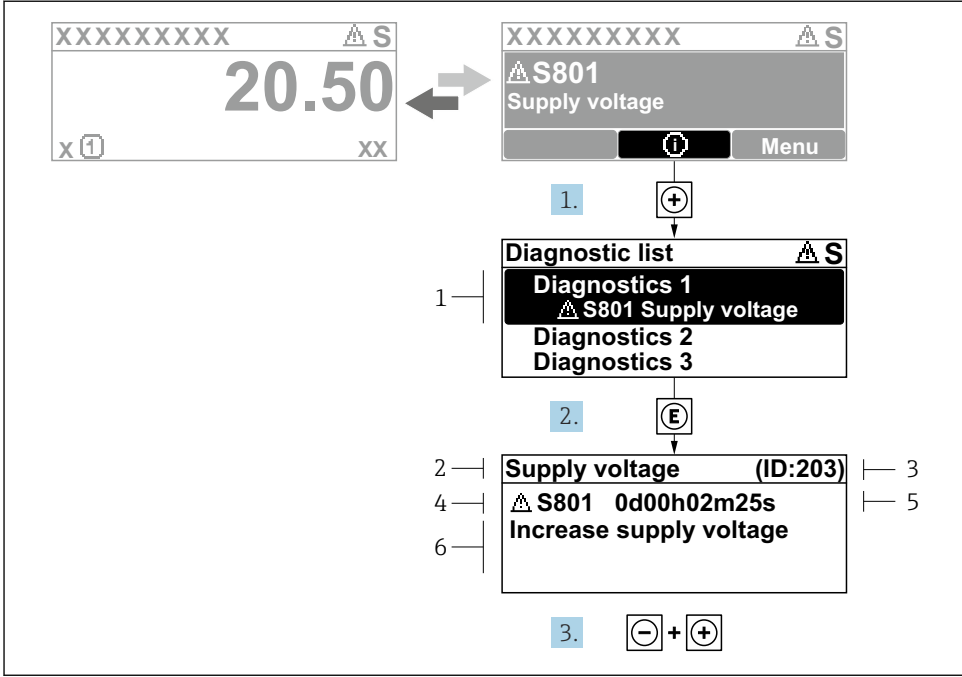 XXXXXXXXX ⚠ S
20.50
x 1 XX
XXXXXXXXX ⚠ S
⚠ S801
Supply voltage
i Menu
1. +
Diagnostic list ⚠ S
1 Diagnostics 1
⚠ S801 Supply voltage
Diagnostics 2
Diagnostics 3
2. E
2 Supply voltage (ID:203) 3
4 ⚠ S801 0d00h02m25s 5
6 Increase supply voltage
3. - + +